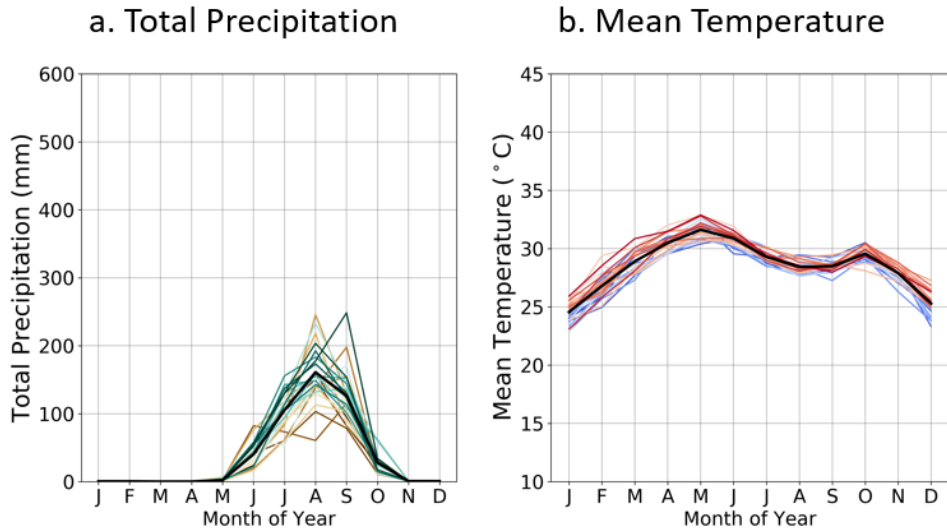 a. Total Precipitation
600
500
400
300
200
100
0
Total Precipitation (mm)
J F M A M J J A S O N D
Month of Year
b. Mean Temperature
45
40
35
30
25
20
15
10
Mean Temperature (°C)
J F M A M J J A S O N D
Month of Year